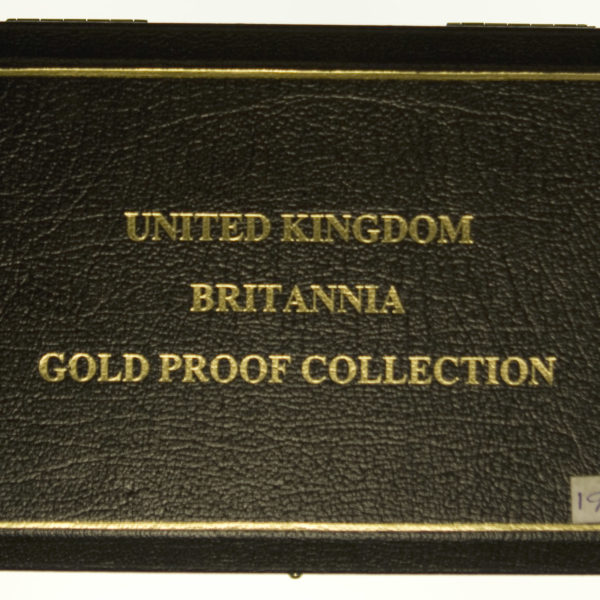 UNITED KINGDOM
BRITANNIA
GOLD PROOF COLLECTION